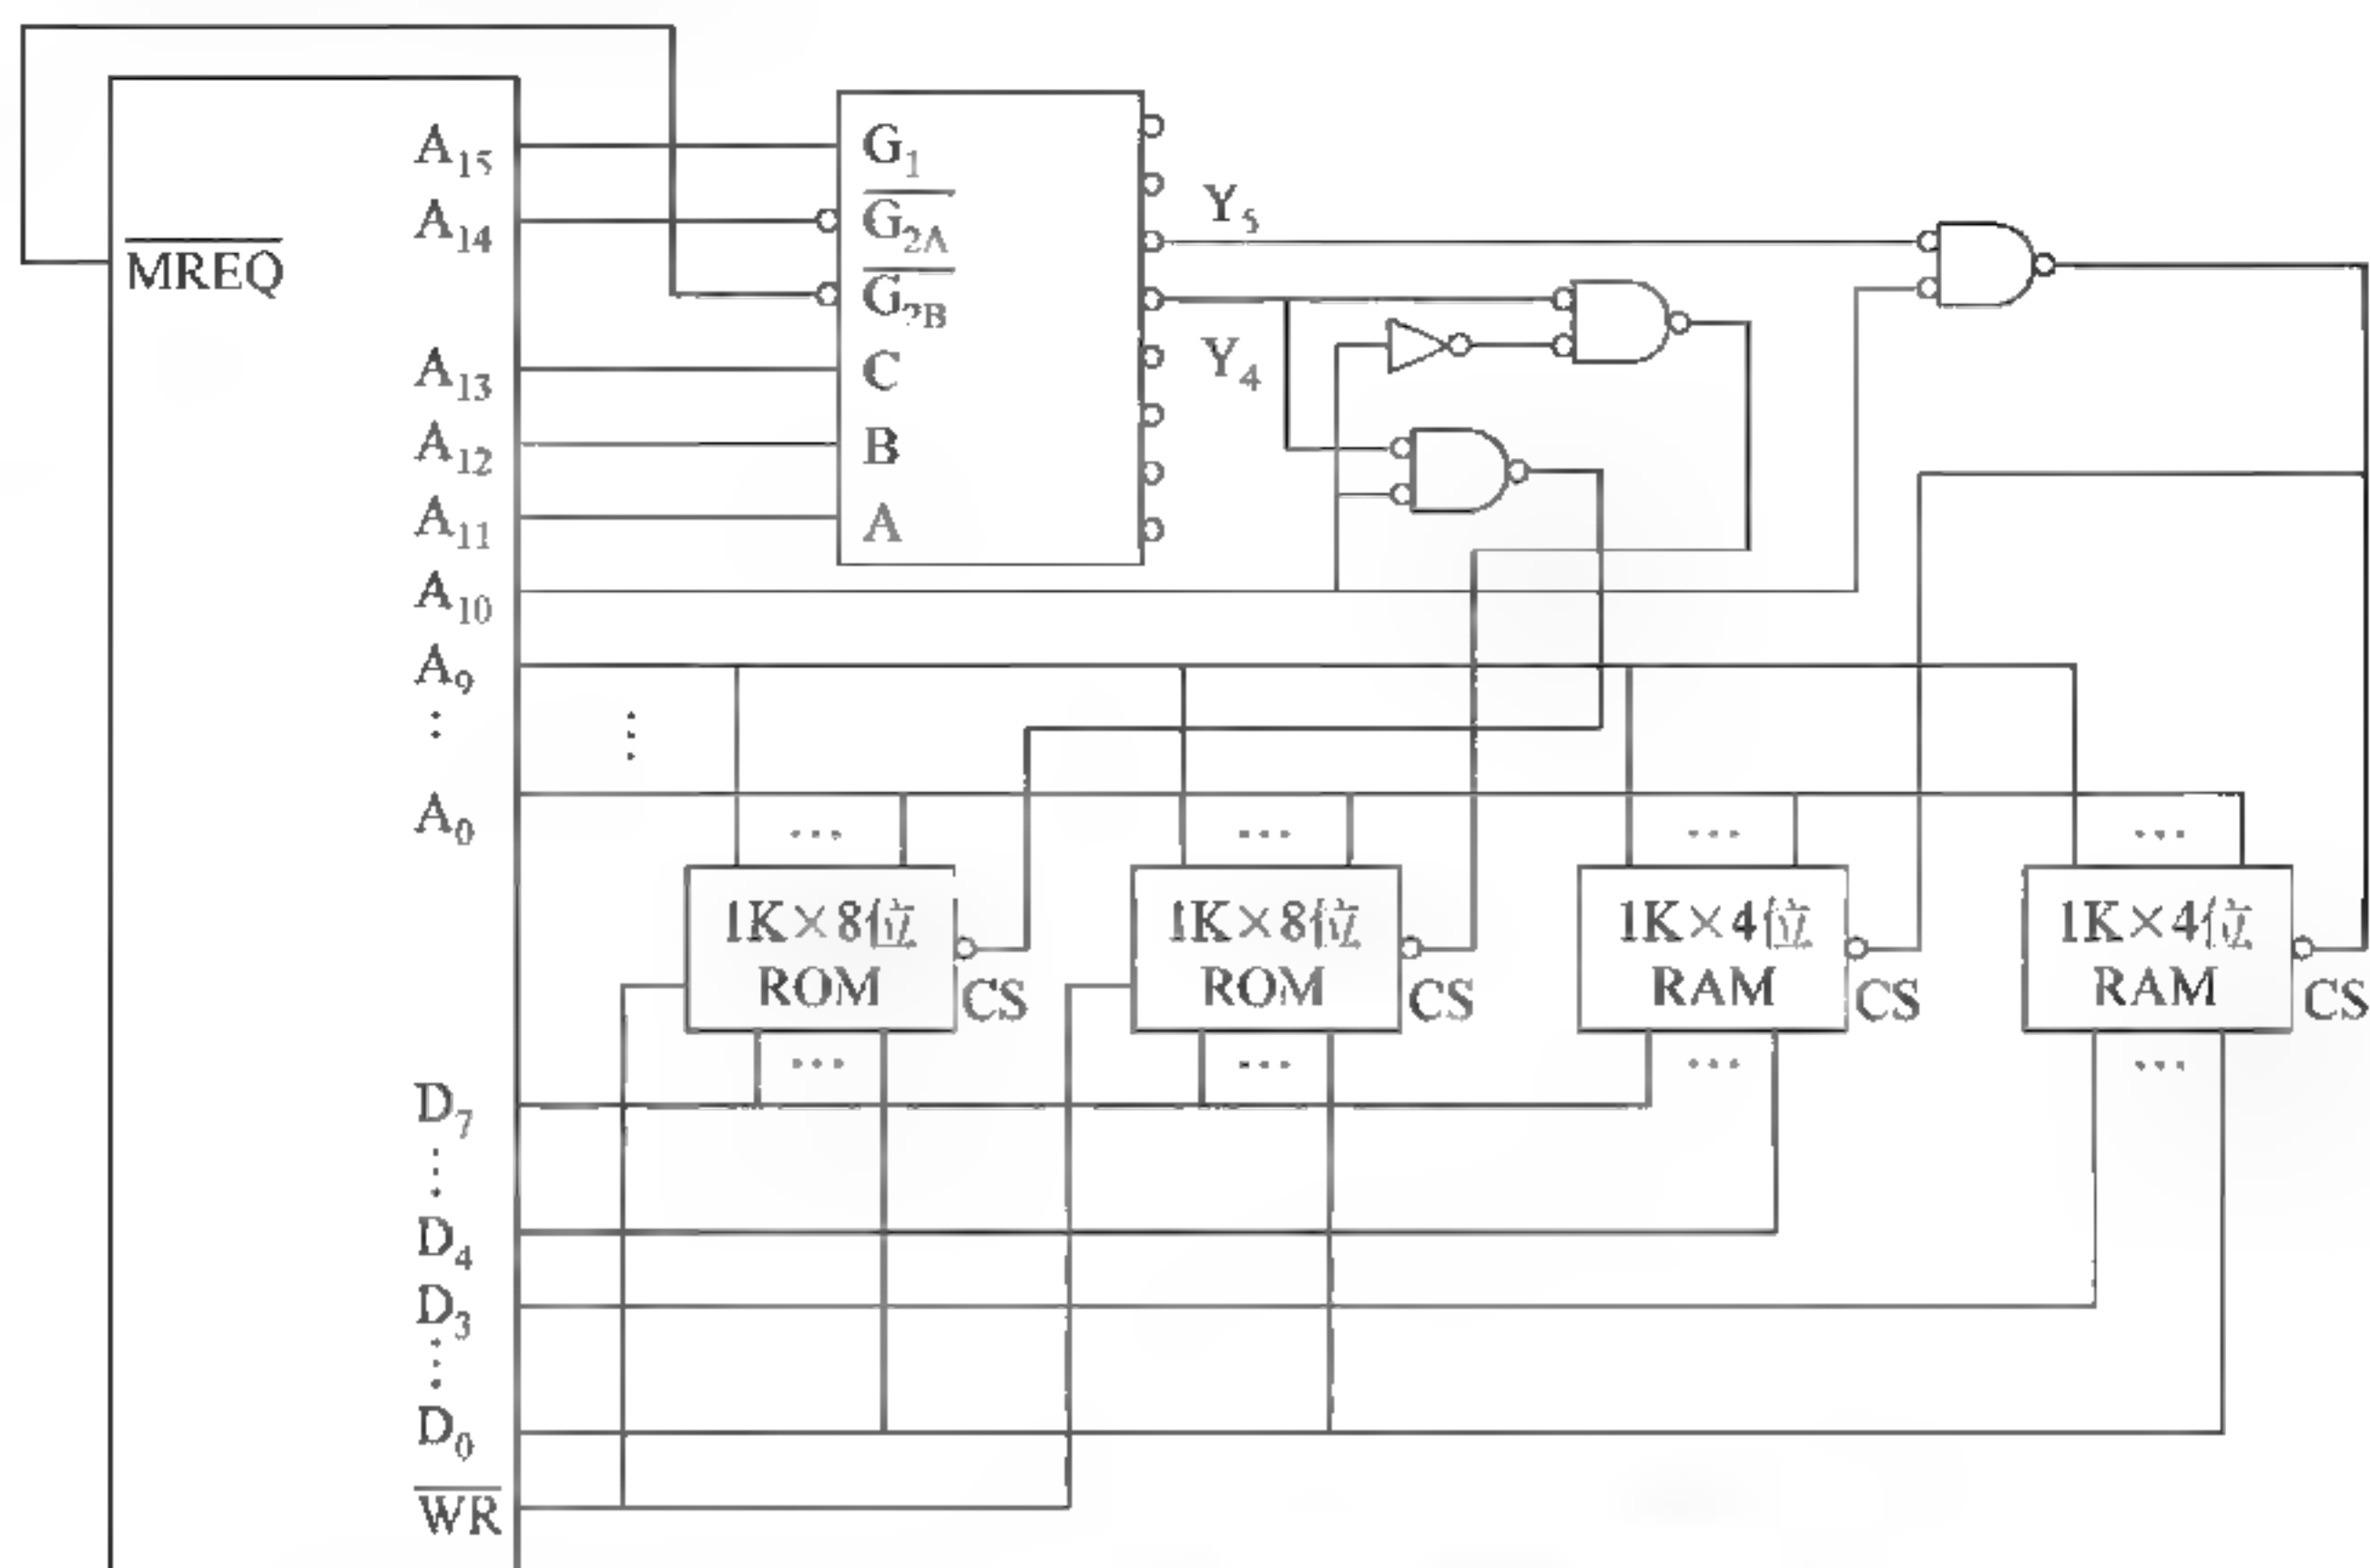 A15
A14
MREQ
A13
A12
A11
A10
A9
⋮
A0
G1
G2A
G2B
C
B
A
Y5
Y4
⋮
…
…
…
…
1K×8位
ROM
CS
1K×8位
ROM
CS
1K×4位
RAM
CS
1K×4位
RAM
CS
…
…
…
…
D7
⋮
D4
D3
⋮
D0
WR